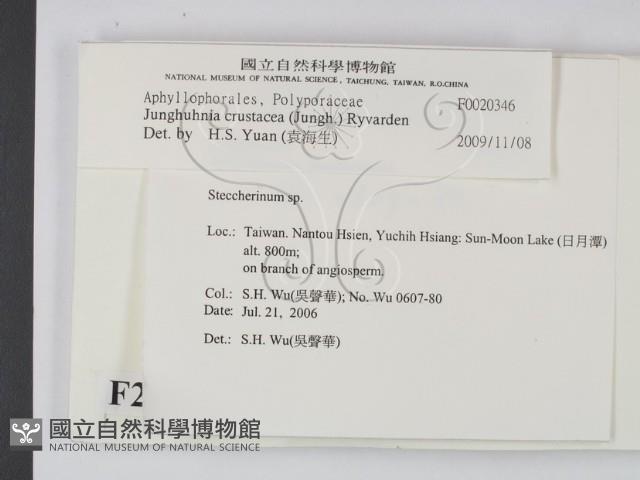 國立自然科學博物館
NATIONAL MUSEUM OF NATURAL SCIENCE, TAICHUNG, TAIWAN, R.O.CHINA
Aphyllophorales, Polyporaceae F0020346
Junghuhnia crustacea (Jungh.) Ryvarden
Det. by H.S. Yuan (袁海生) 2009/11/08
Steccherinum sp.
Loc.: Taiwan. Nantou Hsien, Yuchih Hsiang: Sun-Moon Lake (日月潭)
alt. 800m;
on branch of angiosperm.
Col.: S.H. Wu(吳聲華); No. Wu 0607-80
Date: Jul. 21, 2006
Det.: S.H. Wu(吳聲華)
F2
國立自然科學博物館
NATIONAL MUSEUM OF NATURAL SCIENCE